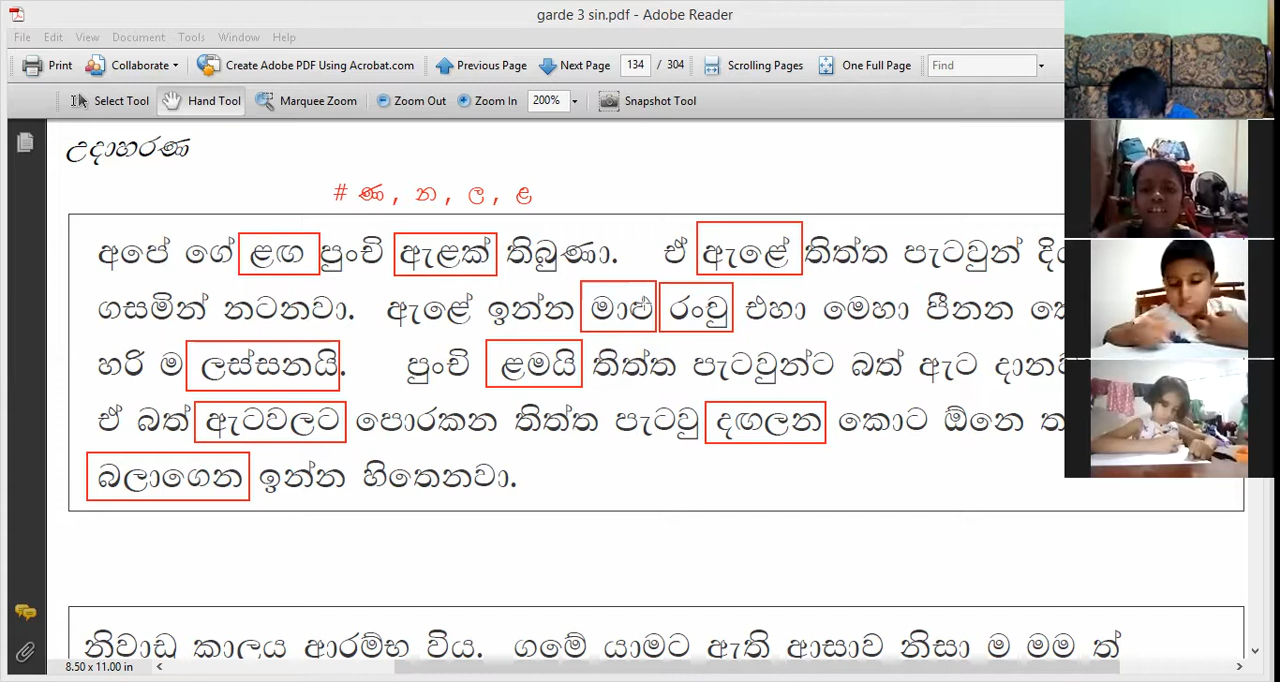 garde 3 sin.pdf - Adobe Reader
File Edit View Document Tools Window Help
Print Collaborate Create Adobe PDF Using Acrobat.com Previous Page Next Page 134 / 304 Scrolling Pages One Full Page Find
Select Tool Hand Tool Marquee Zoom Zoom Out Zoom In 200% Snapshot Tool
උදාහරණ
# ණ , න , ල , ළ
අපේ ගේ ළඟ පුංචි ඇළක් තිබුණා. ඒ ඇළේ තිත්ත පැටවුන්
ගසමින් නටනවා. ඇළේ ඉන්න මාළු රංචු එහා මෙහා පීනන
හරි ම ලස්සනයි. පුංචි ළමයි තිත්ත පැටවුන්ට බත් ඇට
ඒ බත් ඇටවලට පොරකන තිත්ත පැටවු දඟලන කොට ඕනෙ
බලාගෙන ඉන්න හිතෙනවා.
නිවාඩු කාලය ආරම්භ විය. ගමේ යාමට ඇති ආසාව නිසා ම මම ත්
8.50 x 11.00 in